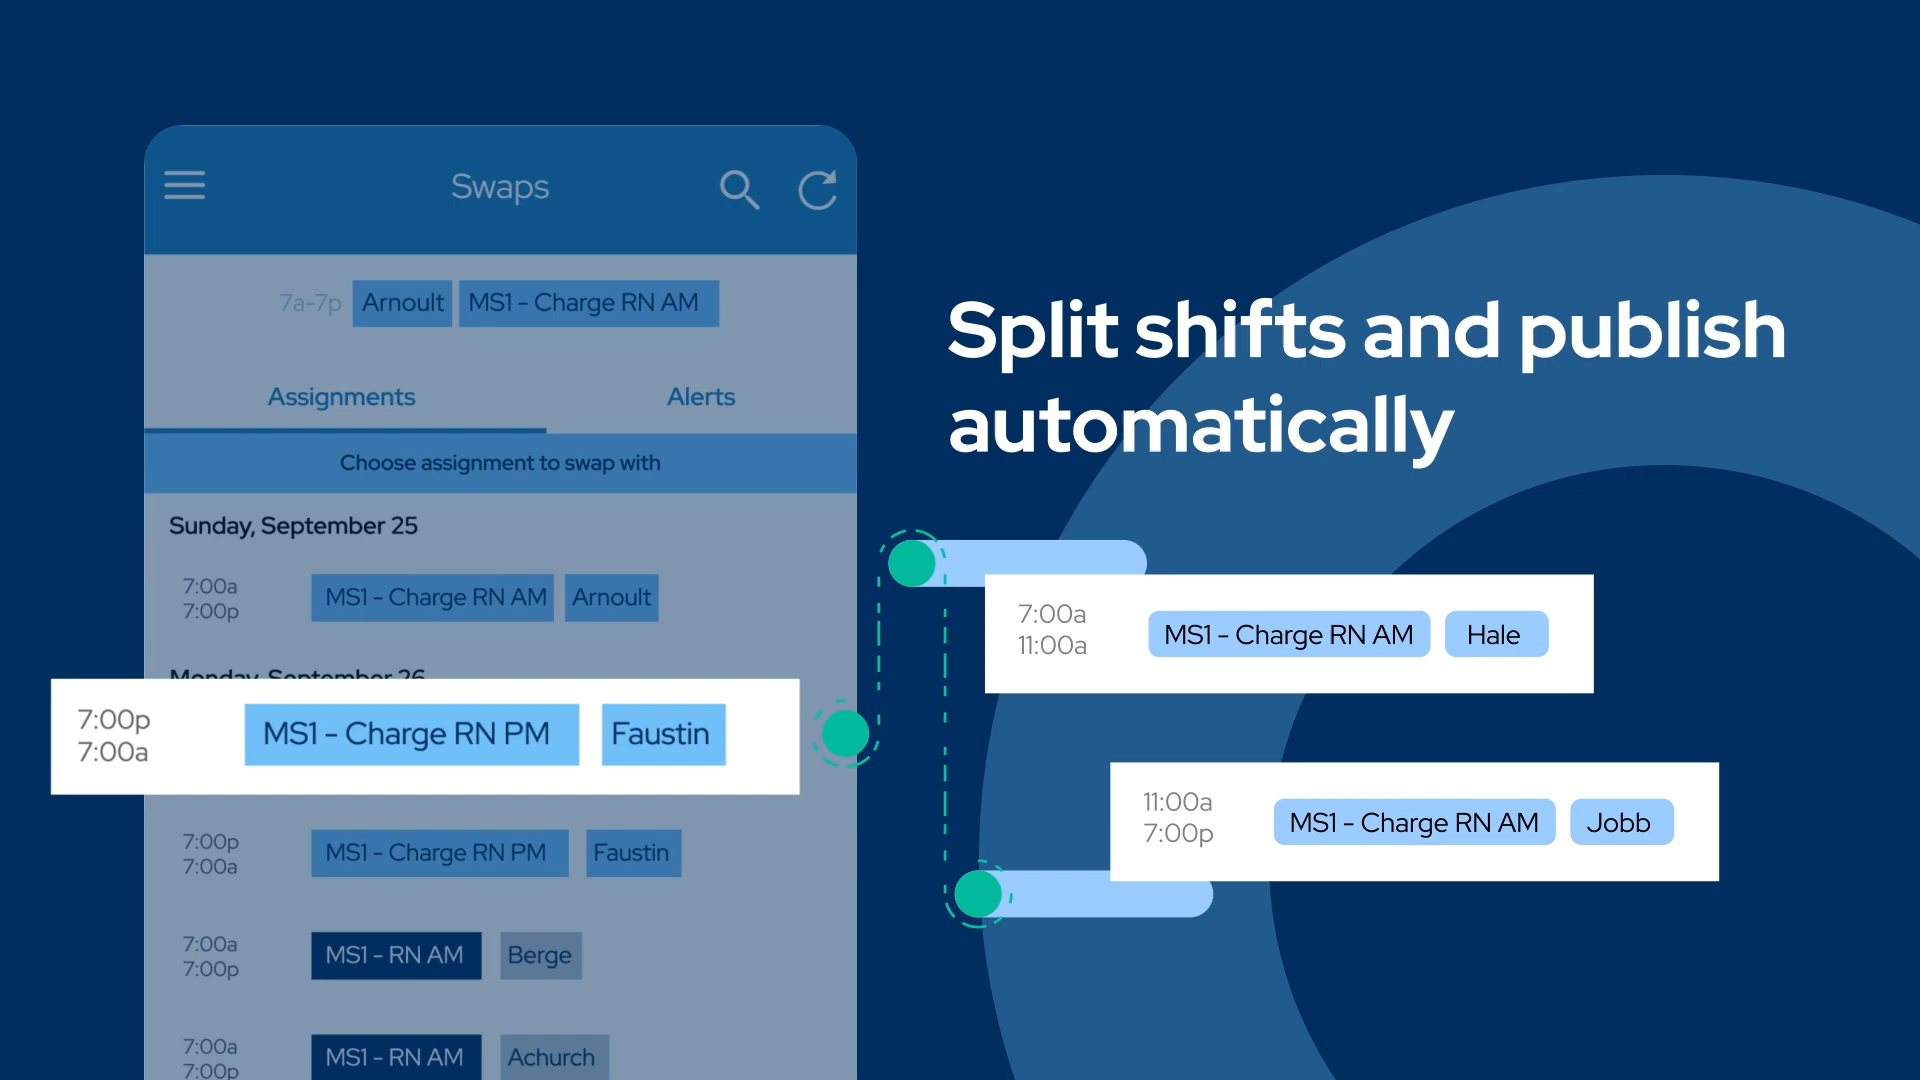 Swaps
7a-7p Arnoult MS1 - Charge RN AM
Assignments Alerts
Choose assignment to swap with
Sunday, September 25
7:00a
7:00p
MS1 - Charge RN AM Arnoult
Monday, September 26
7:00p
7:00a
MS1 - Charge RN PM Faustin
7:00p
7:00a
MS1 - Charge RN PM Faustin
7:00a
7:00p
MS1 - RN AM Berge
7:00a
7:00p
MS1 - RN AM Achurch
Split shifts and publish
automatically
7:00a
11:00a
MS1 - Charge RN AM Hale
11:00a
7:00p
MS1 - Charge RN AM Jobb